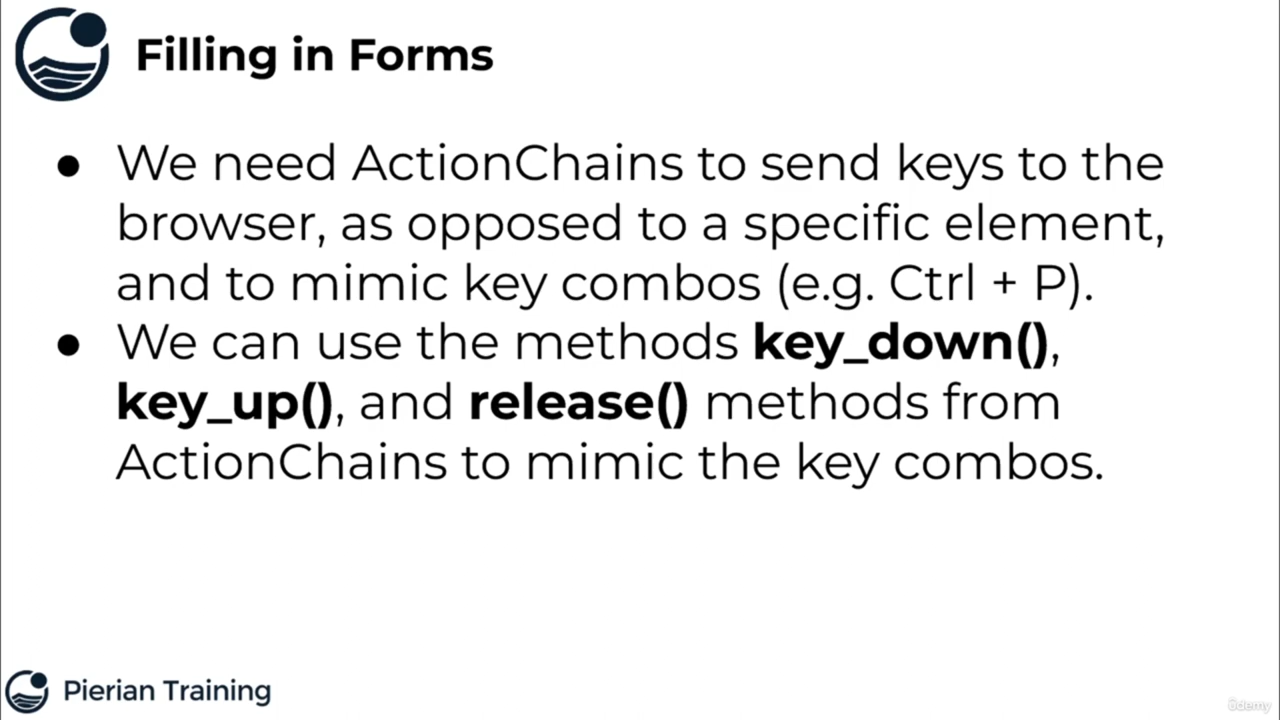 Filling in Forms
● We need ActionChains to send keys to the
browser, as opposed to a specific element,
and to mimic key combos (e.g. Ctrl + P).
● We can use the methods key_down(),
key_up(), and release() methods from
ActionChains to mimic the key combos.
Pierian Training
ûdemy